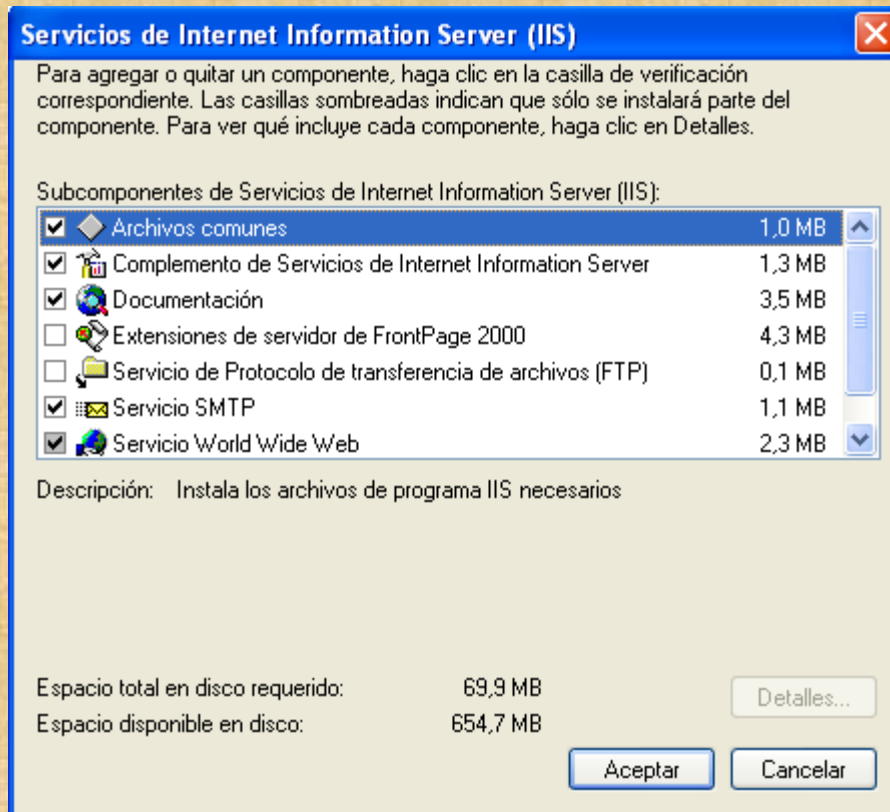 Servicios de Internet Information Server (IIS)
Para agregar o quitar un componente, haga clic en la casilla de verificación
correspondiente. Las casillas sombreadas indican que sólo se instalará parte del
componente. Para ver qué incluye cada componente, haga clic en Detalles.
Subcomponentes de Servicios de Internet Information Server (IIS):
Archivos comunes 1,0 MB
Complemento de Servicios de Internet Information Server 1,3 MB
Documentación 3,5 MB
Extensiones de servidor de FrontPage 2000 4,3 MB
Servicio de Protocolo de transferencia de archivos (FTP) 0,1 MB
Servicio SMTP 1,1 MB
Servicio World Wide Web 2,3 MB
Descripción: Instala los archivos de programa IIS necesarios
Espacio total en disco requerido: 69,9 MB
Espacio disponible en disco: 654,7 MB
Detalles...
Aceptar Cancelar